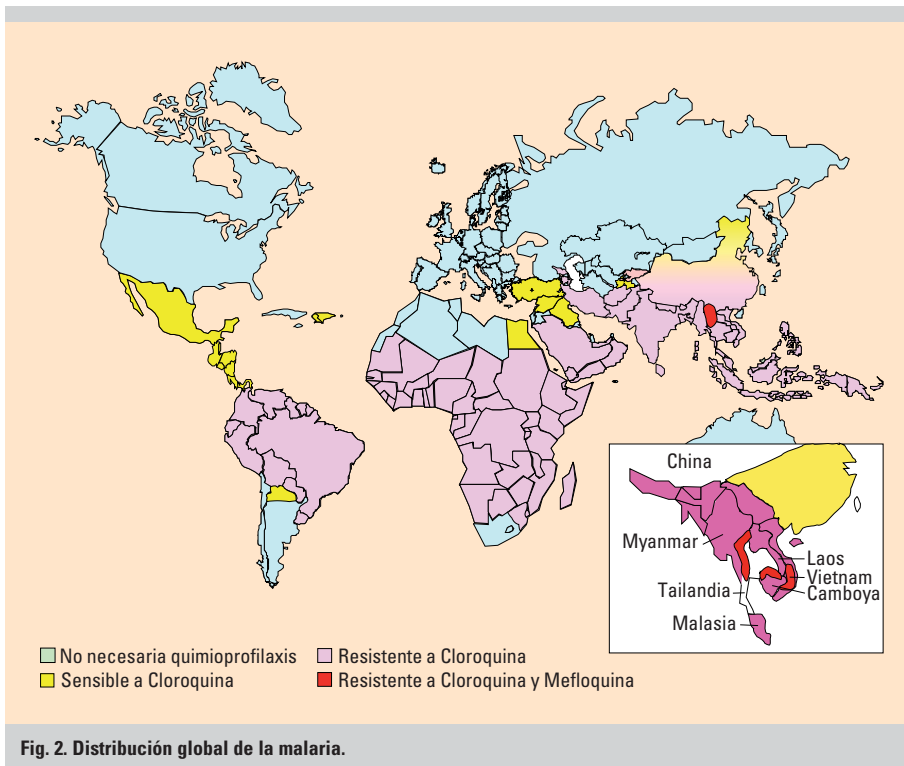 China
Myanmar
Laos
Vietnam
Tailandia
Camboya
Malasia
No necesaria quimioprofilaxis
Resistente a Cloroquina
Sensible a Cloroquina
Resistente a Cloroquina y Mefloquina
Fig. 2. Distribución global de la malaria.